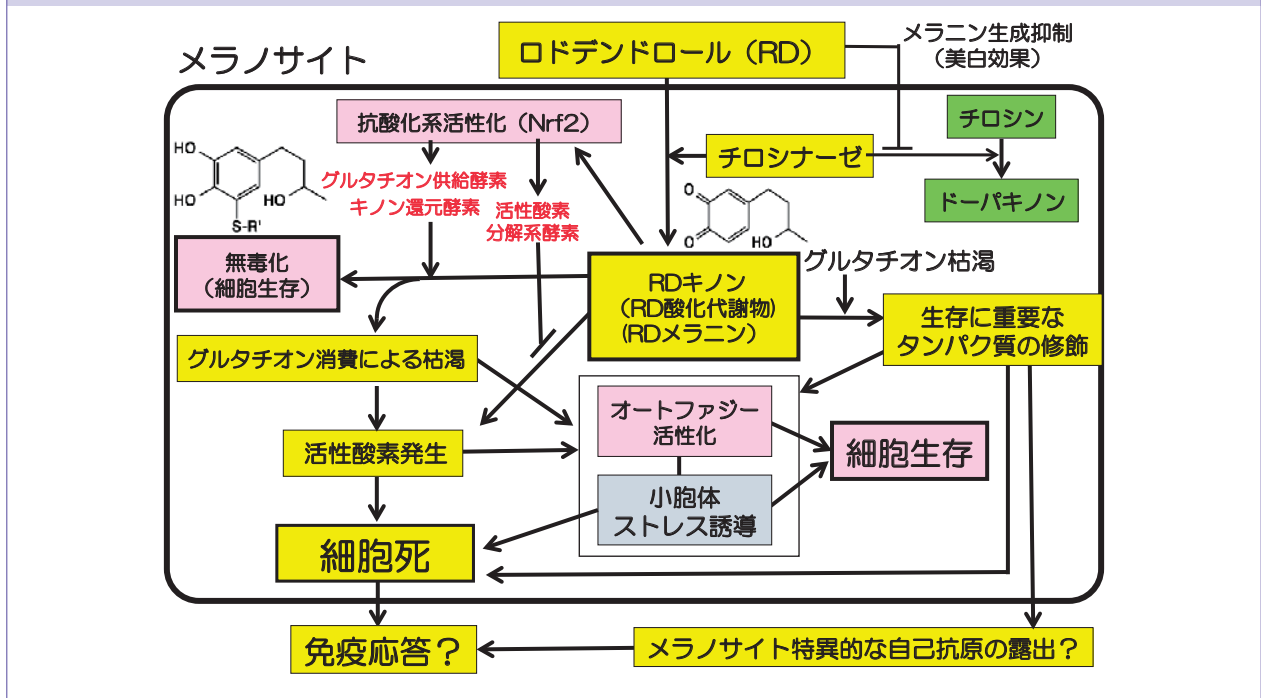 ロドデンドロール（RD）
メラニン生成抑制
（美白効果）
メラノサイト
抗酸化系活性化（Nrf2）
チロシン
チロシナーゼ
ドーパキノン
HO
HO
HO
S-R'
グルタチオン供給酵素
キノン還元酵素
活性酸素
分解系酵素
O
O
HO
無毒化
（細胞生存）
RDキノン
（RD酸化代謝物)
(RDメラニン）
グルタチオン枯渇
生存に重要な
タンパク質の修飾
グルタチオン消費による枯渇
オートファジー
活性化
細胞生存
活性酸素発生
小胞体
ストレス誘導
細胞死
免疫応答？
メラノサイト特異的な自己抗原の露出？